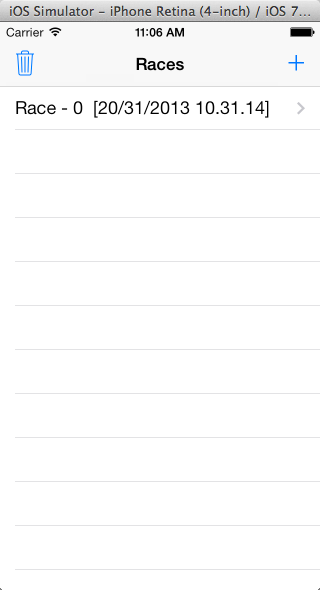 iOS Simulator - iPhone Retina (4-inch) / iOS 7...
Carrier 11:06 AM
Races +
Race - 0 [20/31/2013 10.31.14]